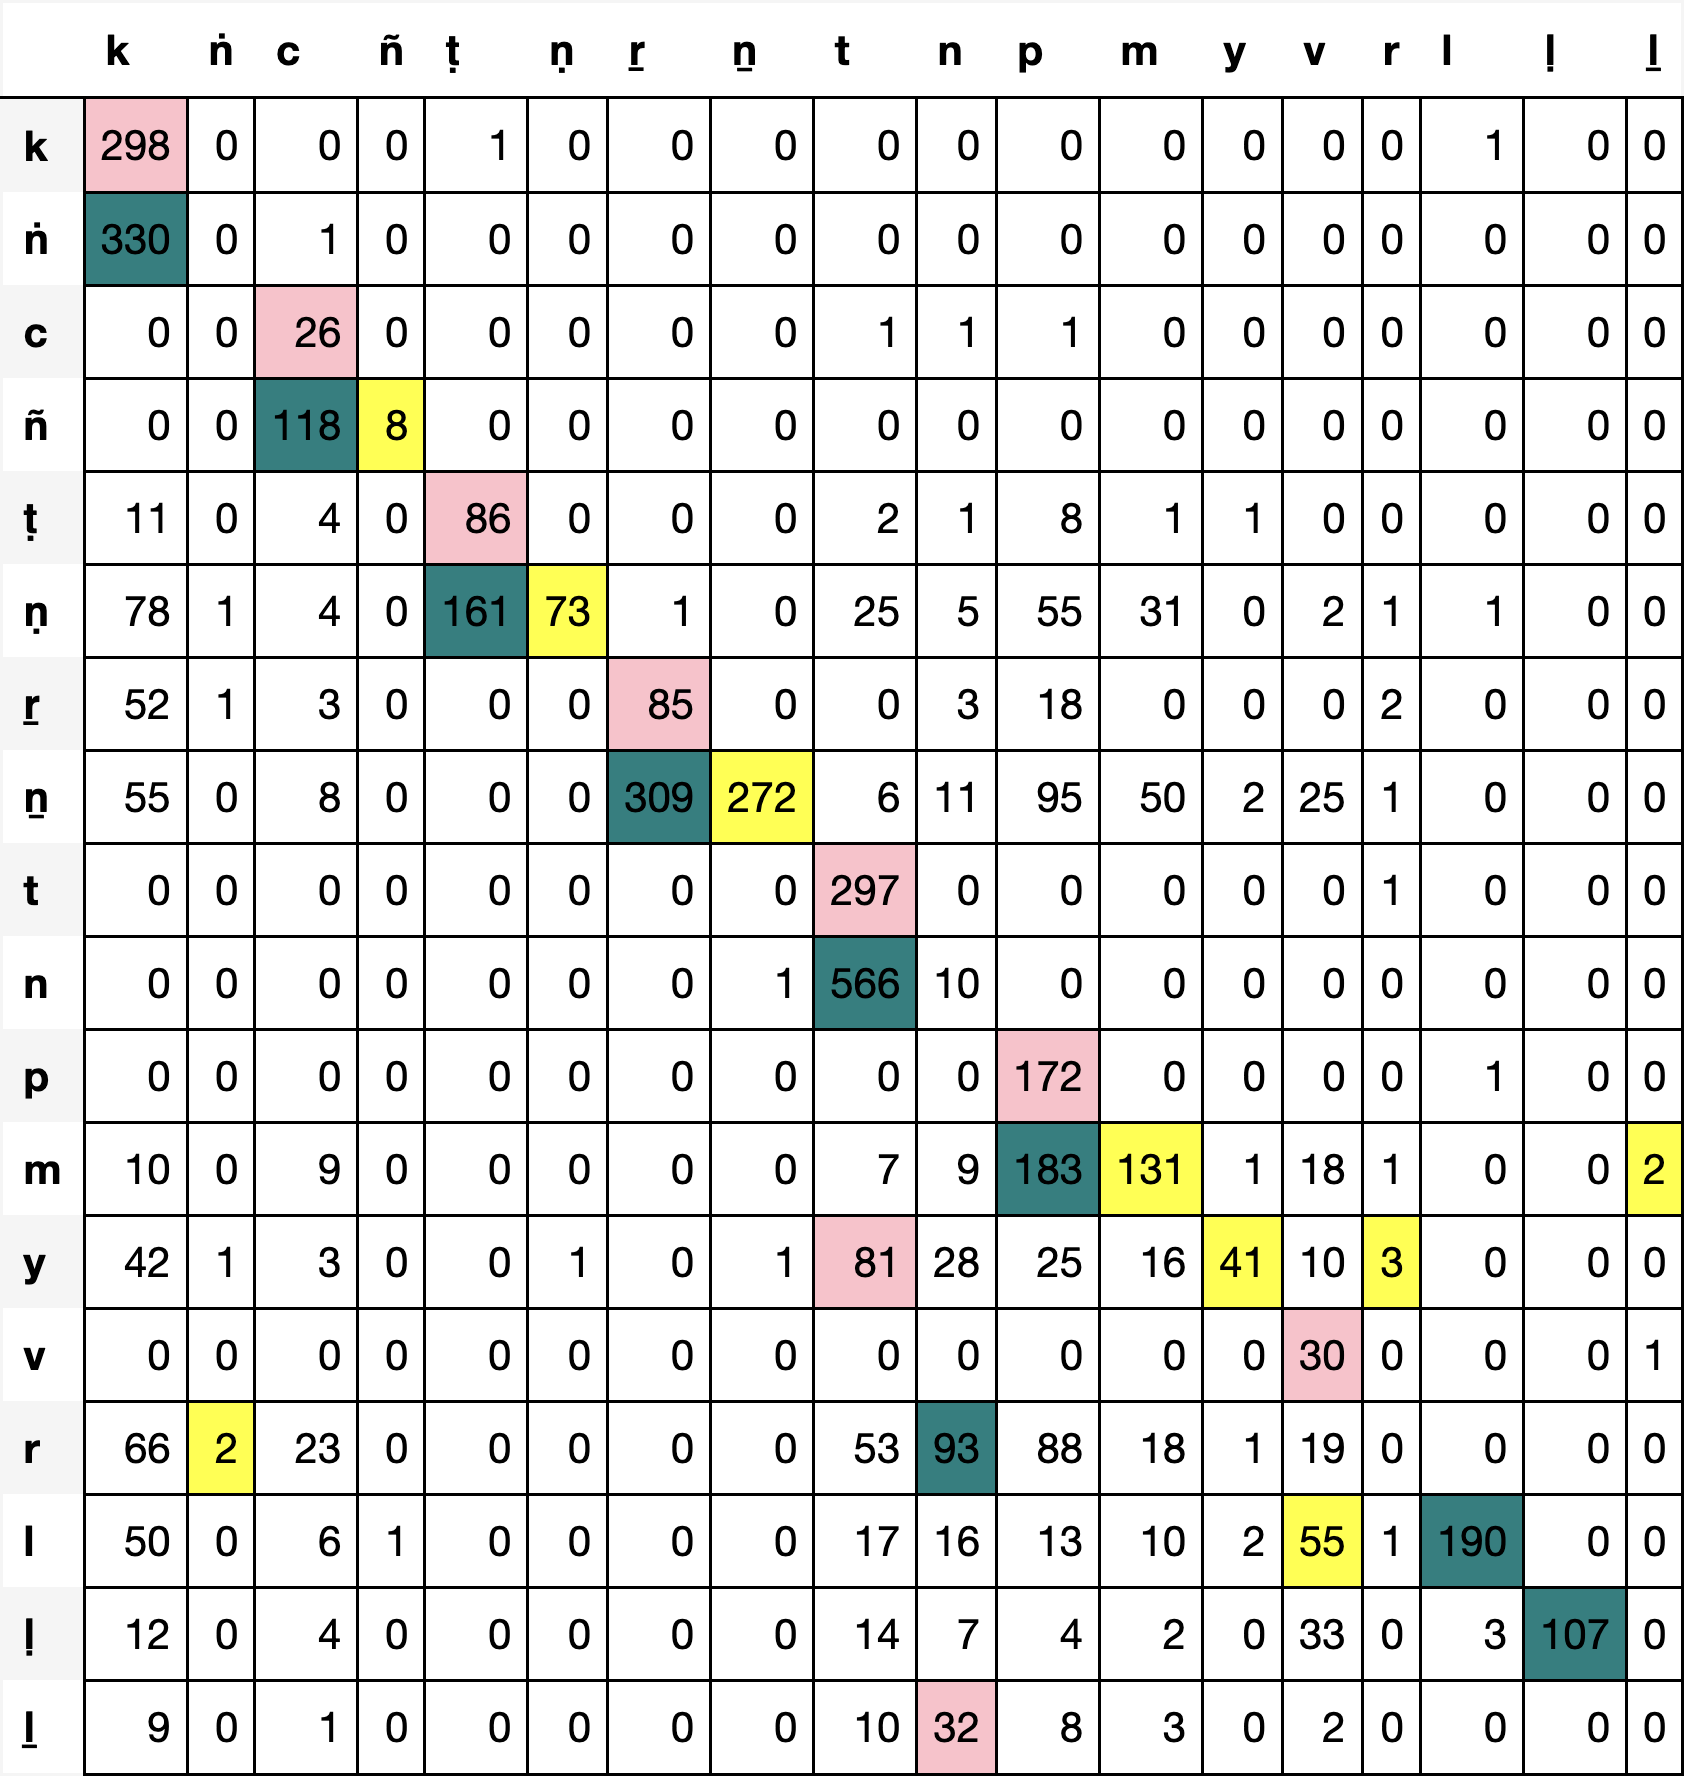 k ṅ c ñ ṭ ṇ ṟ ṉ t n p m y v r l ḷ ḻ
k 298 0 0 0 1 0 0 0 0 0 0 0 0 0 0 1 0 0
ṅ 330 0 1 0 0 0 0 0 0 0 0 0 0 0 0 0 0 0
c 0 0 26 0 0 0 0 0 1 1 1 0 0 0 0 0 0 0
ñ 0 0 118 8 0 0 0 0 0 0 0 0 0 0 0 0 0 0
ṭ 11 0 4 0 86 0 0 0 2 1 8 1 1 0 0 0 0 0
ṇ 78 1 4 0 161 73 1 0 25 5 55 31 0 2 1 1 0 0
ṟ 52 1 3 0 0 0 85 0 0 3 18 0 0 0 2 0 0 0
ṉ 55 0 8 0 0 0 309 272 6 11 95 50 2 25 1 0 0 0
t 0 0 0 0 0 0 0 0 297 0 0 0 0 0 1 0 0 0
n 0 0 0 0 0 0 0 1 566 10 0 0 0 0 0 0 0 0
p 0 0 0 0 0 0 0 0 0 0 172 0 0 0 0 1 0 0
m 10 0 9 0 0 0 0 0 7 9 183 131 1 18 1 0 0 2
y 42 1 3 0 0 1 0 1 81 28 25 16 41 10 3 0 0 0
v 0 0 0 0 0 0 0 0 0 0 0 0 0 30 0 0 0 1
r 66 2 23 0 0 0 0 0 53 93 88 18 1 19 0 0 0 0
l 50 0 6 1 0 0 0 0 17 16 13 10 2 55 1 190 0 0
ḷ 12 0 4 0 0 0 0 0 14 7 4 2 0 33 0 3 107 0
ḻ 9 0 1 0 0 0 0 0 10 32 8 3 0 2 0 0 0 0